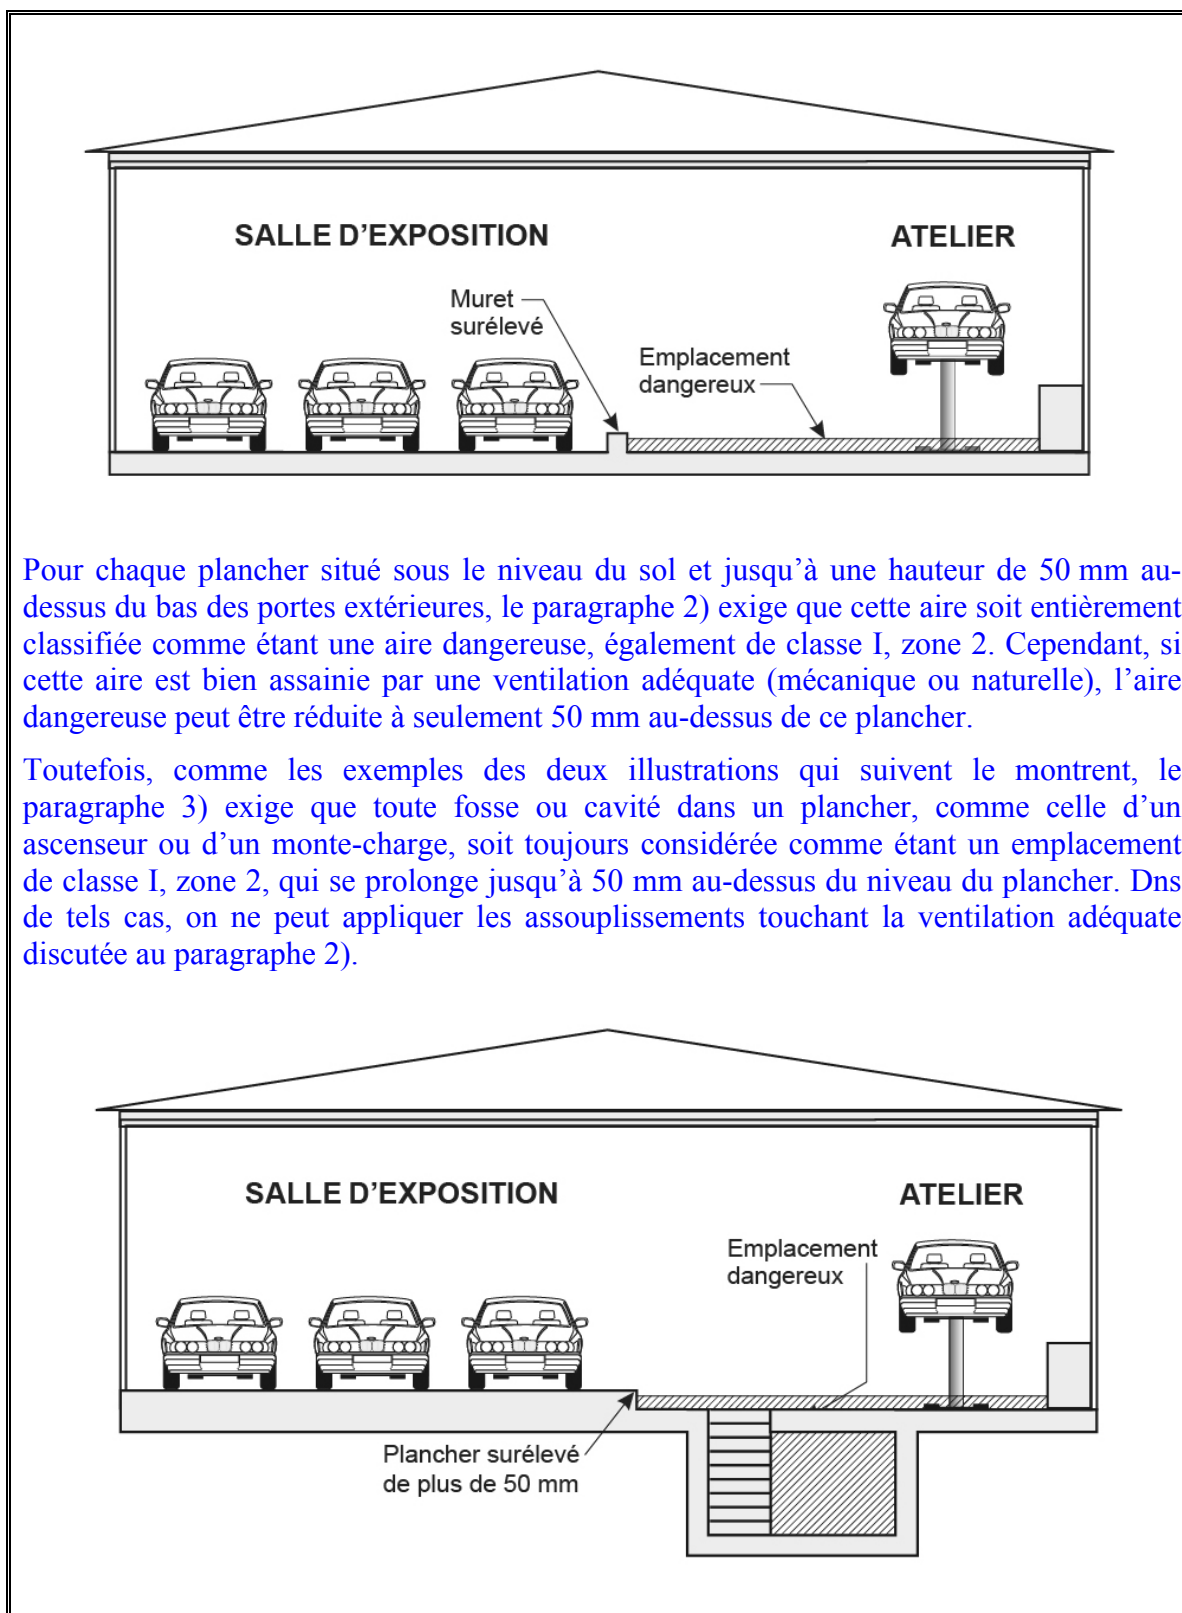 SALLE D’EXPOSITION
ATELIER
Muret
surélevé
Emplacement
dangereux
Pour chaque plancher situé sous le niveau du sol et jusqu’à une hauteur de 50 mm au-
dessus du bas des portes extérieures, le paragraphe 2) exige que cette aire soit entièrement
classifiée comme étant une aire dangereuse, également de classe I, zone 2. Cependant, si
cette aire est bien assainie par une ventilation adéquate (mécanique ou naturelle), l’aire
dangereuse peut être réduite à seulement 50 mm au-dessus de ce plancher.
Toutefois, comme les exemples des deux illustrations qui suivent le montrent, le
paragraphe 3) exige que toute fosse ou cavité dans un plancher, comme celle d’un
ascenseur ou d’un monte-charge, soit toujours considérée comme étant un emplacement
de classe I, zone 2, qui se prolonge jusqu’à 50 mm au-dessus du niveau du plancher. Dns
de tels cas, on ne peut appliquer les assouplissements touchant la ventilation adéquate
discutée au paragraphe 2).
SALLE D’EXPOSITION
ATELIER
Emplacement
dangereux
Plancher surélevé
de plus de 50 mm